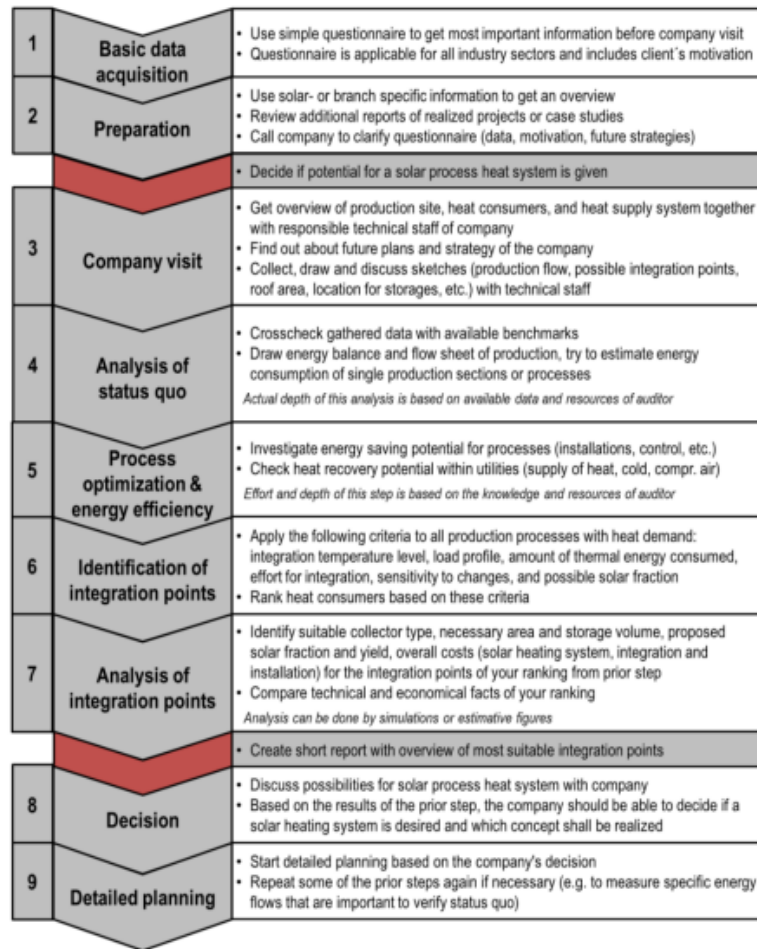 1
Basic data
acquisition
• Use simple questionnaire to get most important information before company visit
• Questionnaire is applicable for all industry sectors and includes client´s motivation
2
Preparation
• Use solar- or branch specific information to get an overview
• Review additional reports of realized projects or case studies
• Call company to clarify questionnaire (data, motivation, future strategies)
• Decide if potential for a solar process heat system is given
3
Company visit
• Get overview of production site, heat consumers, and heat supply system together
with responsible technical staff of company
• Find out about future plans and strategy of the company
• Collect, draw and discuss sketches (production flow, possible integration points,
roof area, location for storages, etc.) with technical staff
4
Analysis of
status quo
• Crosscheck gathered data with available benchmarks
• Draw energy balance and flow sheet of production, try to estimate energy
consumption of single production sections or processes
Actual depth of this analysis is based on available data and resources of auditor
5
Process
optimization &
energy efficiency
• Investigate energy saving potential for processes (installations, control, etc.)
• Check heat recovery potential within utilities (supply of heat, cold, compr. air)
Effort and depth of this step is based on the knowledge and resources of auditor
6
Identification of
integration points
• Apply the following criteria to all production processes with heat demand:
integration temperature level, load profile, amount of thermal energy consumed,
effort for integration, sensitivity to changes, and possible solar fraction
• Rank heat consumers based on these criteria
7
Analysis of
integration points
• Identify suitable collector type, necessary area and storage volume, proposed
solar fraction and yield, overall costs (solar heating system, integration and
installation) for the integration points of your ranking from prior step
• Compare technical and economical facts of your ranking
Analysis can be done by simulations or estimative figures
• Create short report with overview of most suitable integration points
8
Decision
• Discuss possibilities for solar process heat system with company
• Based on the results of the prior step, the company should be able to decide if a
solar heating system is desired and which concept shall be realized
9
Detailed planning
• Start detailed planning based on the company's decision
• Repeat some of the prior steps again if necessary (e.g. to measure specific energy
flows that are important to verify status quo)